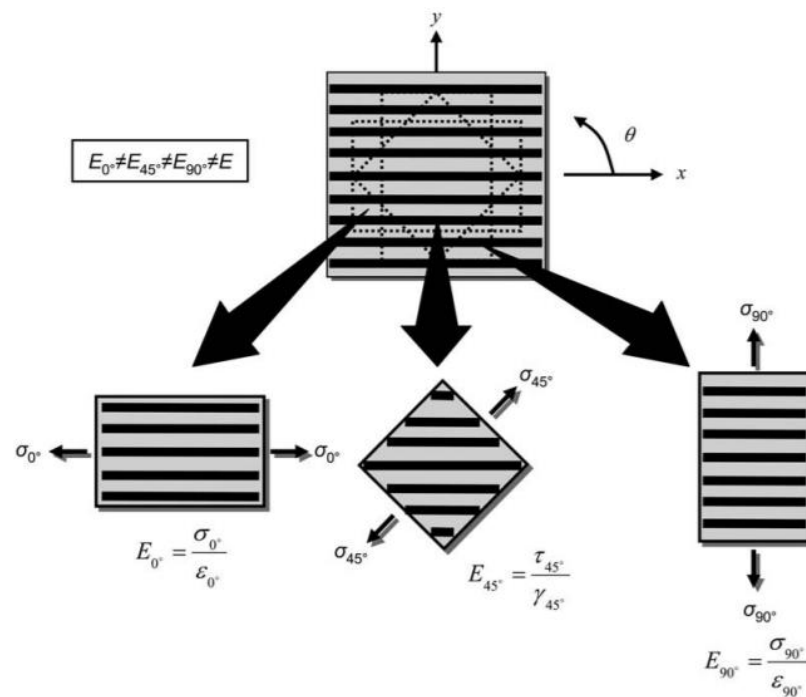 y
θ
x
E₀°≠E₄₅°≠E₉₀°≠E
σ₉₀°
σ₄₅°
σ₀°
σ₀°
σ₄₅°
E₀° = σ₀° / ε₀°
E₄₅° = τ₄₅° / γ₄₅°
σ₉₀°
E₉₀° = σ₉₀° / ε₉₀°